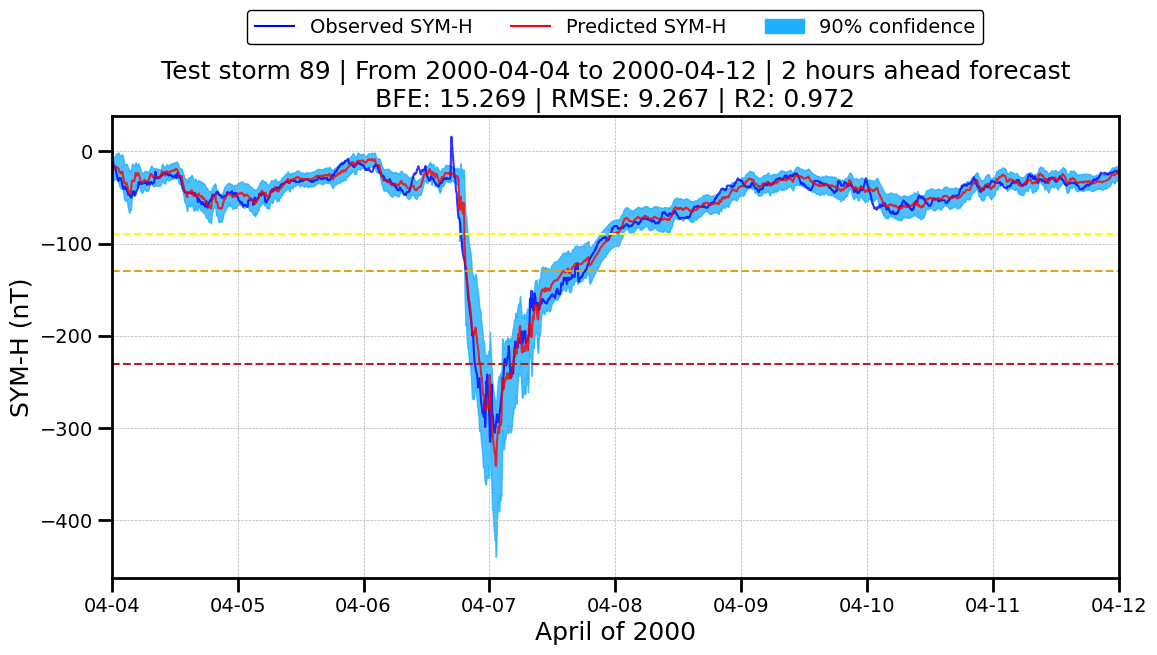 Observed SYM-H Predicted SYM-H 90% confidence
Test storm 89 | From 2000-04-04 to 2000-04-12 | 2 hours ahead forecast
BFE: 15.269 | RMSE: 9.267 | R2: 0.972
SYM-H (nT)
0
−100
−200
−300
−400
04-04 04-05 04-06 04-07 04-08 04-09 04-10 04-11 04-12
April of 2000